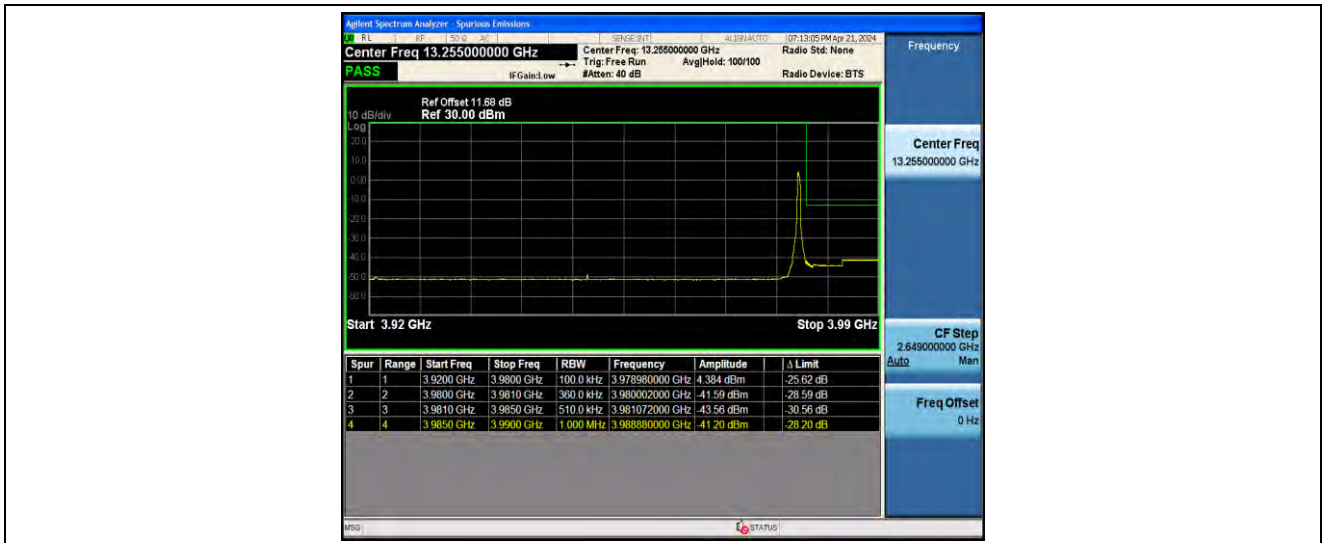 Agilent Spectrum Analyzer - Spurious Emissions
RL RF 50 Ω AC SENSE:INT ALIGNAUTO 07:13:05 PM Apr 21, 2024
Center Freq 13.255000000 GHz Center Freq: 13.255000000 GHz Radio Std: None
Trig: Free Run Avg|Hold: 100/100
PASS IFGain:Low #Atten: 40 dB Radio Device: BTS
Frequency
Ref Offset 11.68 dB
10 dB/div Ref 30.00 dBm
Log
20.0
10.0
0.00
-10.0
-20.0
-30.0
-40.0
-50.0
-60.0
Start 3.92 GHz Stop 3.99 GHz
Center Freq
13.255000000 GHz
CF Step
2.649000000 GHz
Auto Man
Freq Offset
0 Hz
Spur Range Start Freq Stop Freq RBW Frequency Amplitude Δ Limit
1 1 3.9200 GHz 3.9800 GHz 100.0 kHz 3.978980000 GHz 4.384 dBm -25.62 dB
2 2 3.9800 GHz 3.9810 GHz 360.0 kHz 3.980002000 GHz -41.59 dBm -28.59 dB
3 3 3.9810 GHz 3.9850 GHz 510.0 kHz 3.981072000 GHz -43.56 dBm -30.56 dB
4 4 3.9850 GHz 3.9900 GHz 1.000 MHz 3.988880000 GHz -41.20 dBm -28.20 dB
MSG STATUS